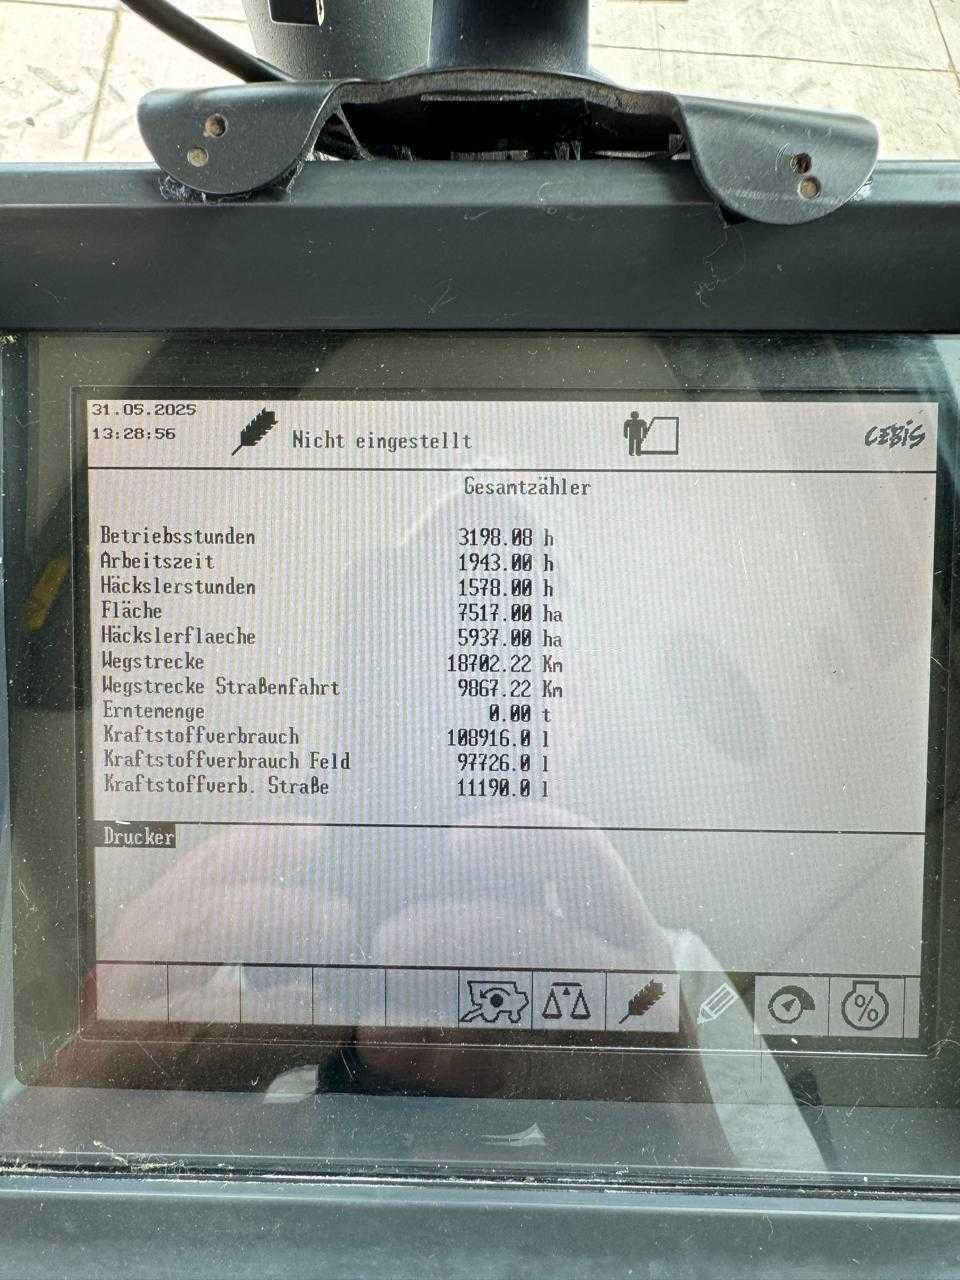 31.05.2025
13:28:56
Nicht eingestellt
CEBIS
Gesamtzähler
Betriebsstunden 3198.08 h
Arbeitszeit 1943.00 h
Häckslerstunden 1578.00 h
Fläche 7517.00 ha
Häckslerflaeche 5937.00 ha
Wegstrecke 18702.22 Km
Wegstrecke Straßenfahrt 9867.22 Km
Erntemenge 0.00 t
Kraftstoffverbrauch 108916.0 l
Kraftstoffverbrauch Feld 97726.0 l
Kraftstoffverb. Straße 11190.0 l
Drucker
%